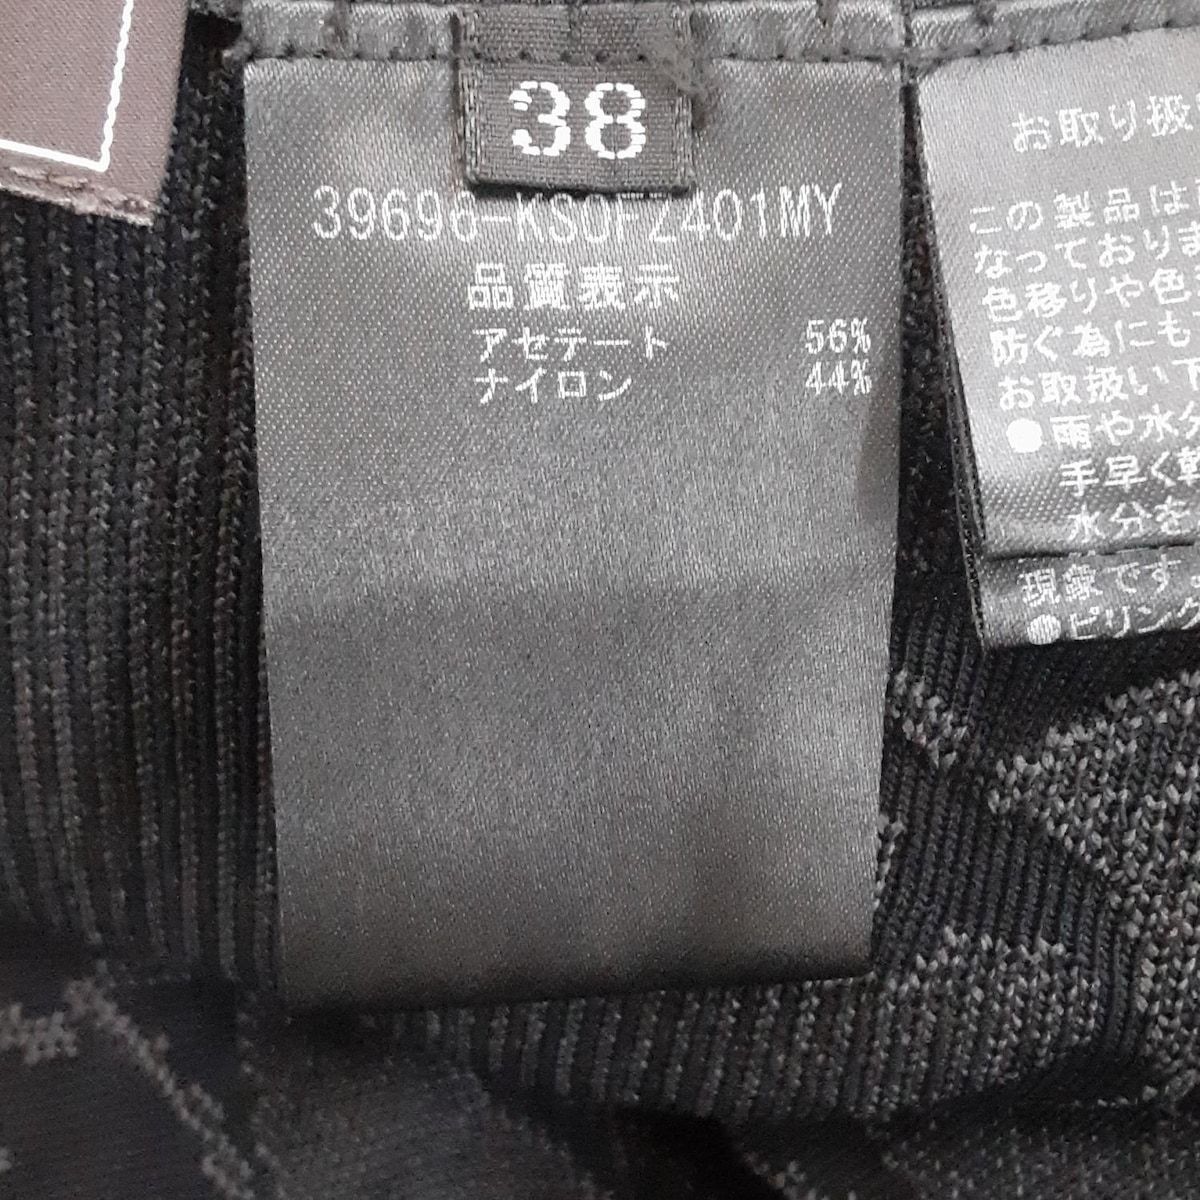 38
39696-KSOFZ401MY
品質表示
アセテート 56%
ナイロン 44%
お取り扱
この製品は
なっておりま
色移りや色
防ぐ為にも
お取扱い下
●雨や水分
手早く乾
水分を
現象です
●ピリング